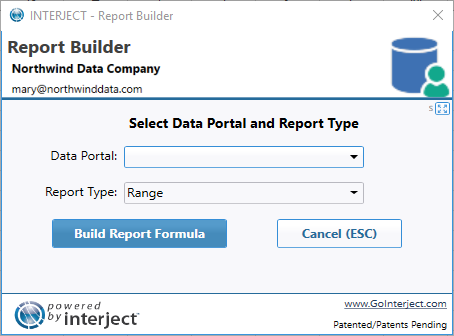 INTERJECT - Report Builder
Report Builder
Northwind Data Company
mary@northwinddata.com
s
Select Data Portal and Report Type
Data Portal:
Report Type: Range
Build Report Formula Cancel (ESC)
powered by interject
www.GoInterject.com
Patented/Patents Pending